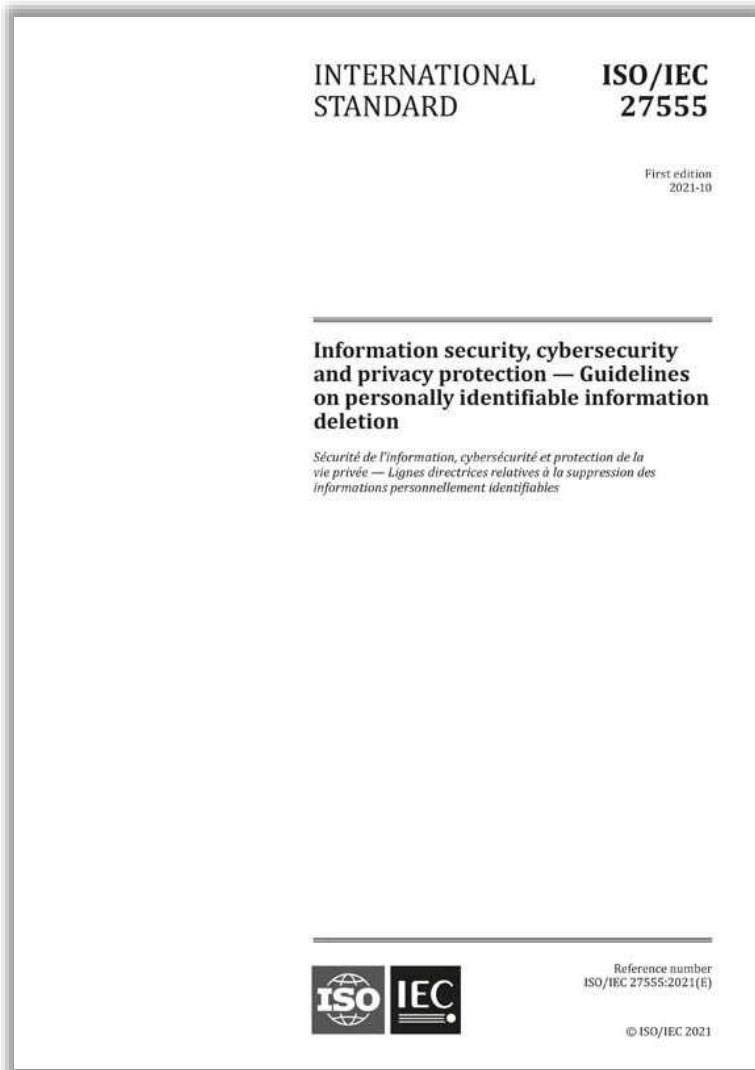 INTERNATIONAL
STANDARD
ISO/IEC
27555
First edition
2021-10
Information security, cybersecurity
and privacy protection — Guidelines
on personally identifiable information
deletion
Sécurité de l'information, cybersécurité et protection de la
vie privée — Lignes directrices relatives à la suppression des
informations personnellement identifiables
ISO
IEC
Reference number
ISO/IEC 27555:2021(E)
© ISO/IEC 2021